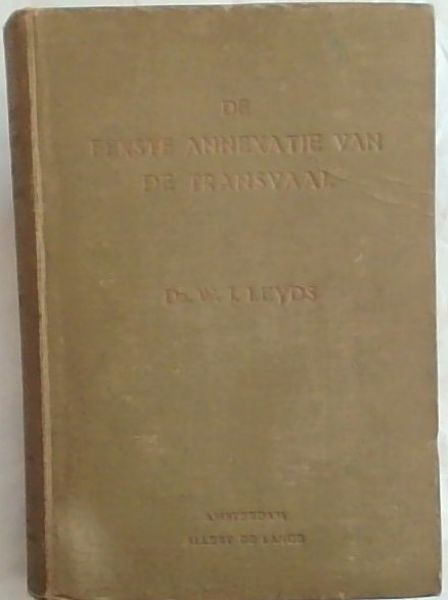 DE
EERSTE ANNEXATIE VAN
DE TRANSVAAL
Dr. W. J. LEYDS
AMSTERDAM
ALLERT DE LANGE